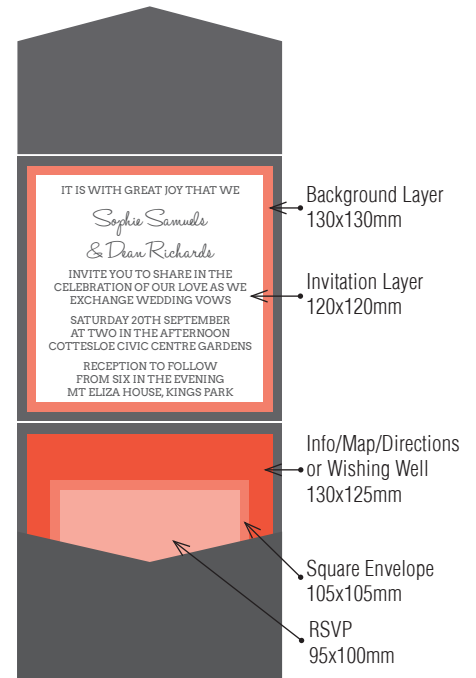 IT IS WITH GREAT JOY THAT WE
Sophie Samuels
& Dean Richards
INVITE YOU TO SHARE IN THE
CELEBRATION OF OUR LOVE AS WE
EXCHANGE WEDDING VOWS
SATURDAY 20TH SEPTEMBER
AT TWO IN THE AFTERNOON
COTTESLOE CIVIC CENTRE GARDENS
RECEPTION TO FOLLOW
FROM SIX IN THE EVENING
MT ELIZA HOUSE, KINGS PARK
Background Layer
130x130mm
Invitation Layer
120x120mm
Info/Map/Directions
or Wishing Well
130x125mm
Square Envelope
105x105mm
RSVP
95x100mm